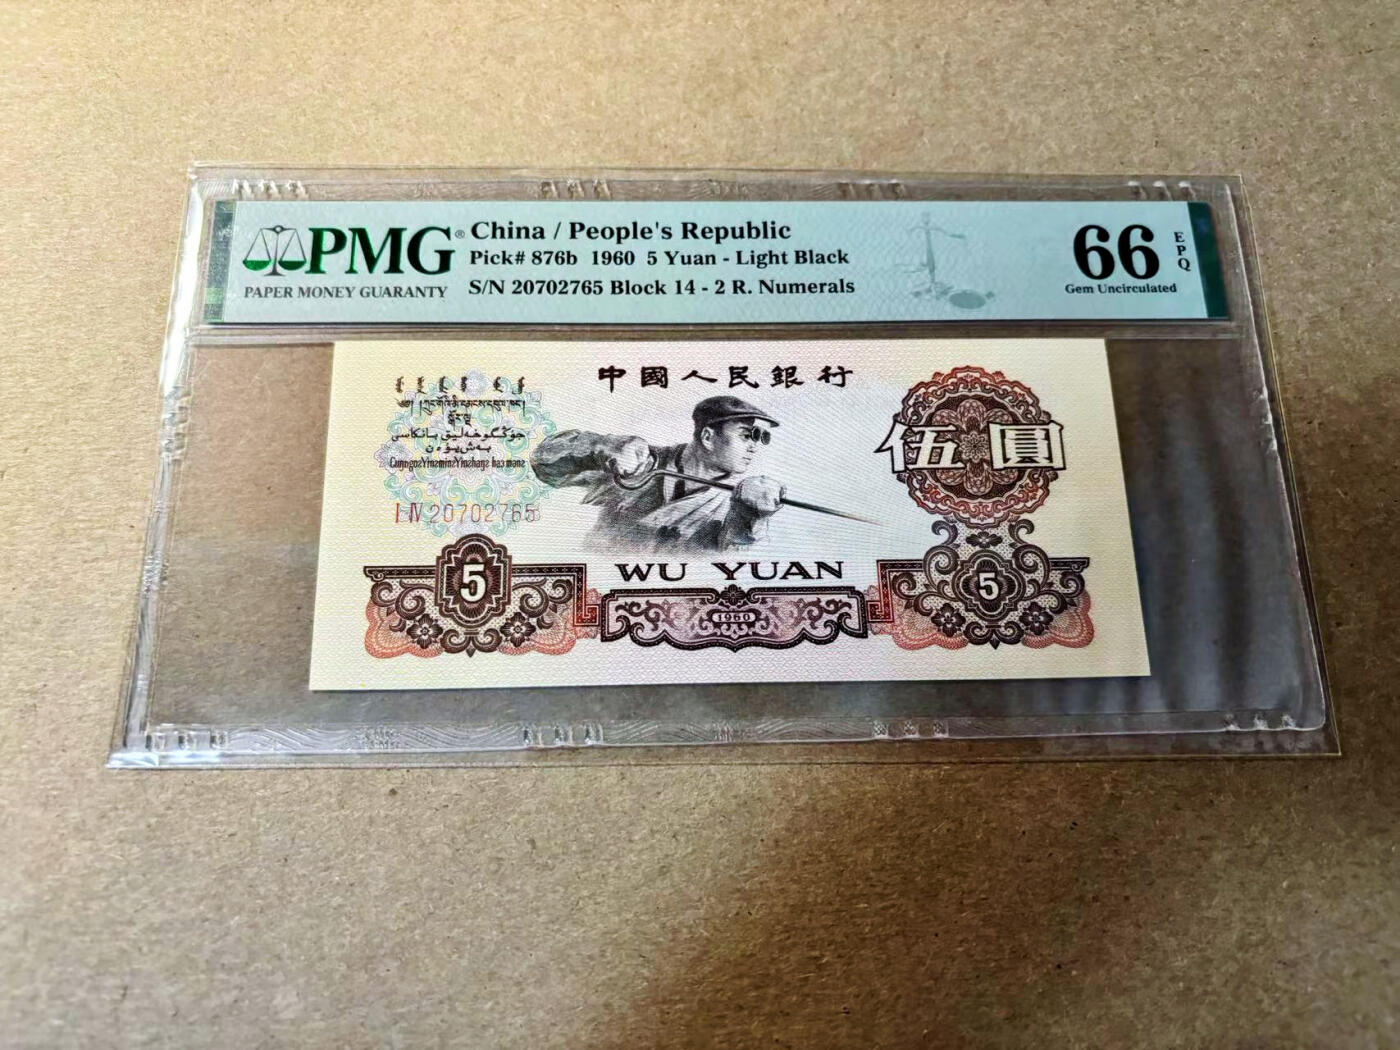 PMG®
PAPER MONEY GUARANTY
China / People's Republic
Pick# 876b 1960 5 Yuan - Light Black
S/N 20702765 Block 14 - 2 R. Numerals
66 EPQ
Gem Uncirculated
中國人民銀行
伍圓
I IV 20702765
WU YUAN
5
1960
5